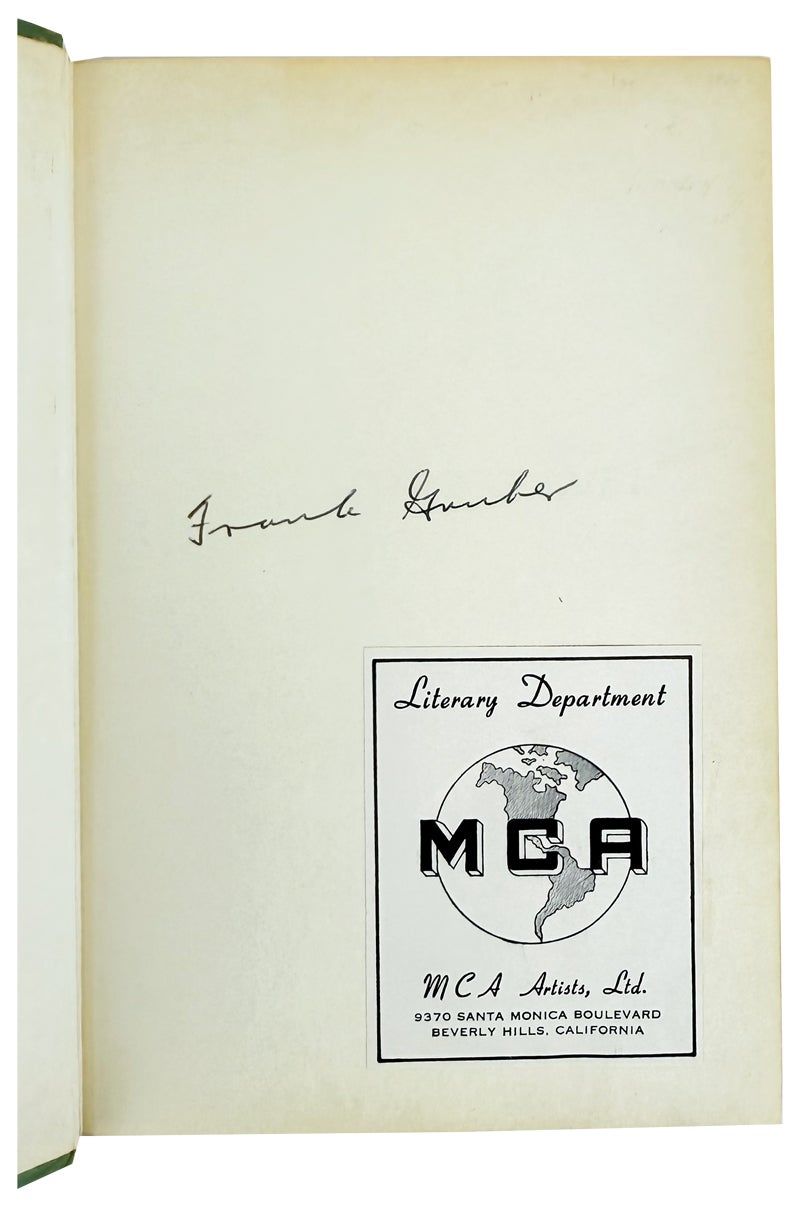 Frank Gruber
Literary Department
MCA
MCA Artists, Ltd.
9370 SANTA MONICA BOULEVARD
BEVERLY HILLS, CALIFORNIA